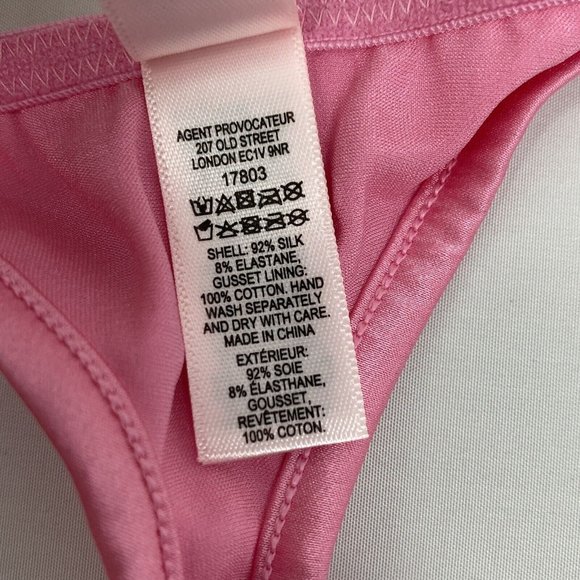 AGENT PROVOCATEUR
207 OLD STREET
LONDON EC1V 9NR
17803
SHELL: 92% SILK
8% ELASTANE,
GUSSET LINING:
100% COTTON. HAND
WASH SEPARATELY
AND DRY WITH CARE.
MADE IN CHINA
EXTÉRIEUR:
92% SOIE
8% ÉLASTHANE,
GOUSSET,
REVÊTEMENT:
100% COTON.